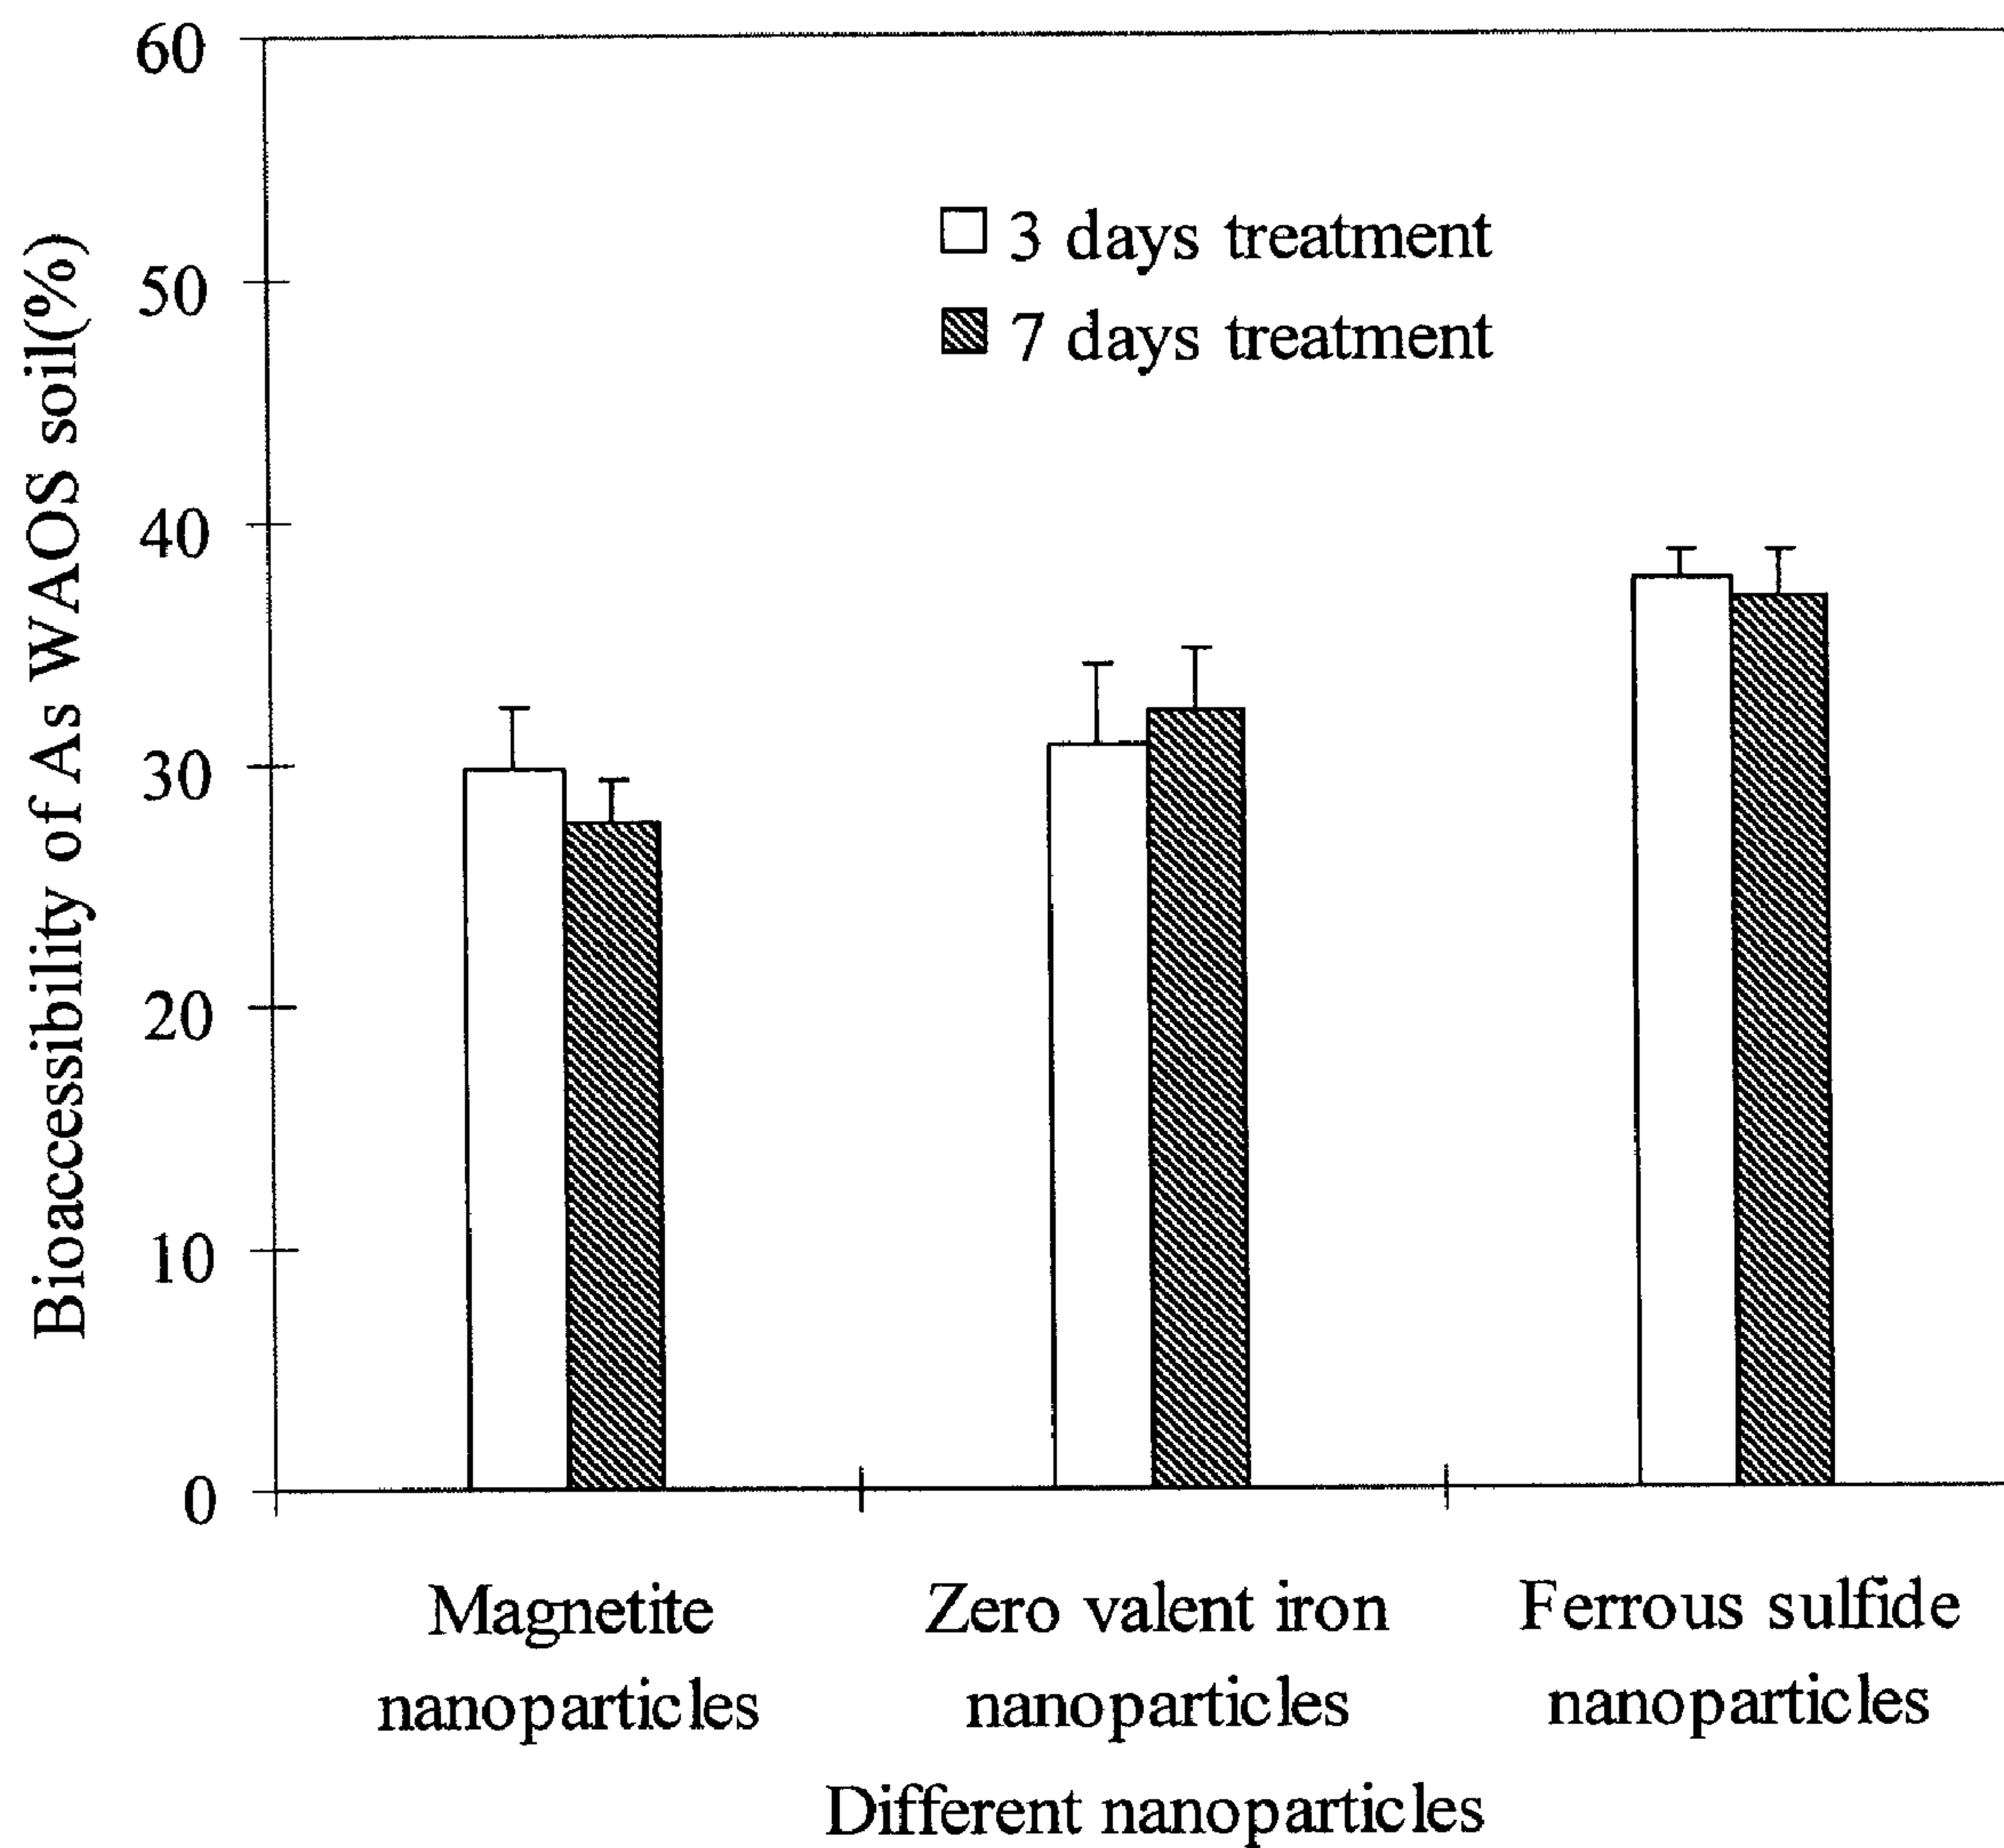 Bioaccessibility of As WAOS soil(%)
60
50
40
30
20
10
0
3 days treatment
7 days treatment
Magnetite
nanoparticles
Zero valent iron
nanoparticles
Ferrous sulfide
nanoparticles
Different nanoparticles